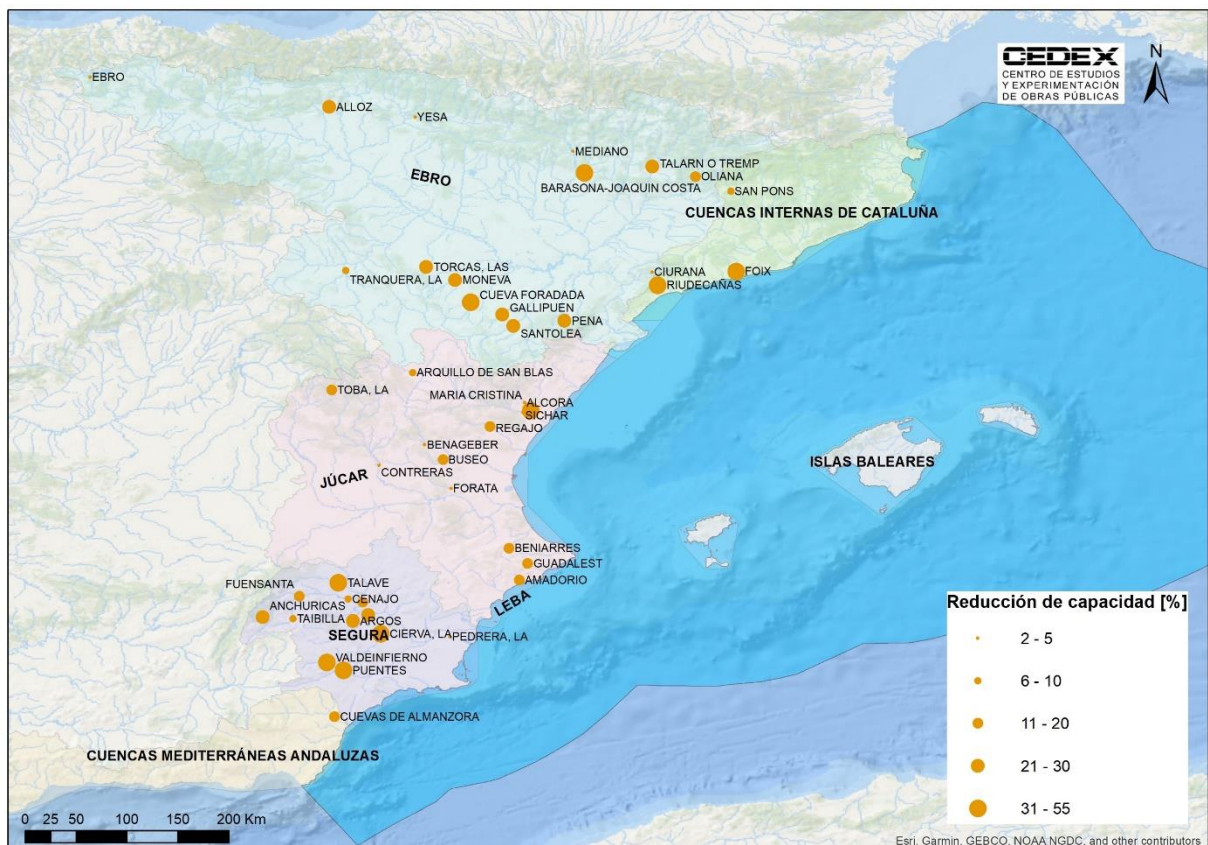 CEDEX
CENTRO DE ESTUDIOS
Y EXPERIMENTACIÓN
DE OBRAS PÚBLICAS
N
EBRO
ALLOZ
YESA
MEDIANO
TALARN O TREMP
EBRO
BARASONA-JOAQUIN COSTA
OLIANA
SAN PONS
CUENCAS INTERNAS DE CATALUÑA
TORCAS, LAS
TRANQUERA, LA
MONEVA
CIURANA
FOIX
RIUDECAÑAS
CUEVA FORADADA
GALLIPUEN
PENA
SANTOLEA
ARQUILLO DE SAN BLAS
TOBA, LA
MARIA CRISTINA
ALCORA
SICHAR
REGAJO
BENAGEBER
BUSEO
ISLAS BALEARES
CONTRERAS
JÚCAR
FORATA
BENIARRES
GUADALEST
AMADORIO
LEBA
FUENSANTA
TALAVE
CENAJO
ANCHURICAS
TAIBILLA
ARGOS
SEGURA
CIERVA, LA
PEDRERA, LA
VALDEINFIERNO
PUENTES
CUEVAS DE ALMANZORA
CUENCAS MEDITERRÁNEAS ANDALUZAS
Reducción de capacidad [%]
2 - 5
6 - 10
11 - 20
21 - 30
31 - 55
0 25 50 100 150 200 Km
Esri, Garmin, GEBCO, NOAA NGDC, and other contributors